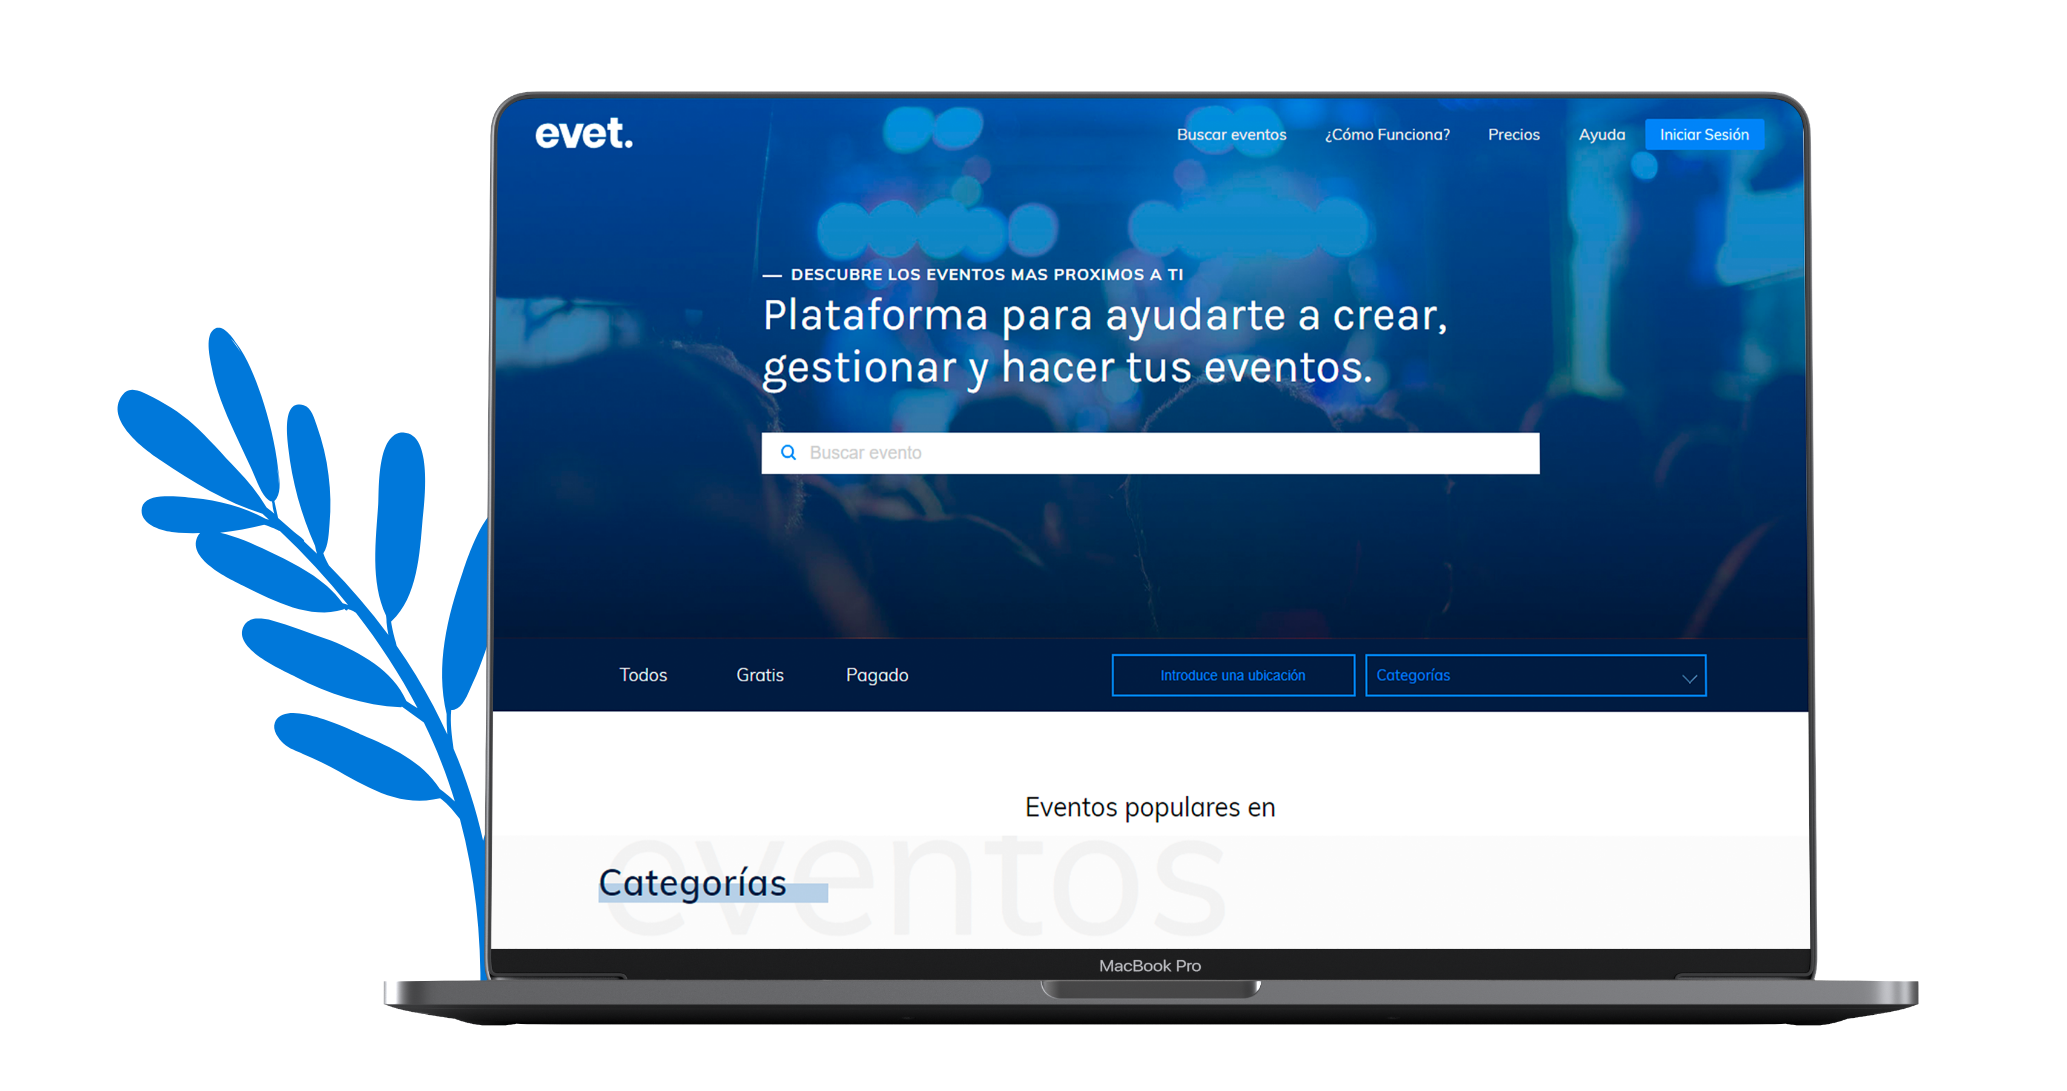 evet.
Buscar eventos ¿Cómo Funciona? Precios Ayuda Iniciar Sesión
— DESCUBRE LOS EVENTOS MAS PROXIMOS A TI
Plataforma para ayudarte a crear,
gestionar y hacer tus eventos.
Buscar evento
Todos Gratis Pagado Introduce una ubicación Categorías
Eventos populares en
eventos
Categorías
MacBook Pro